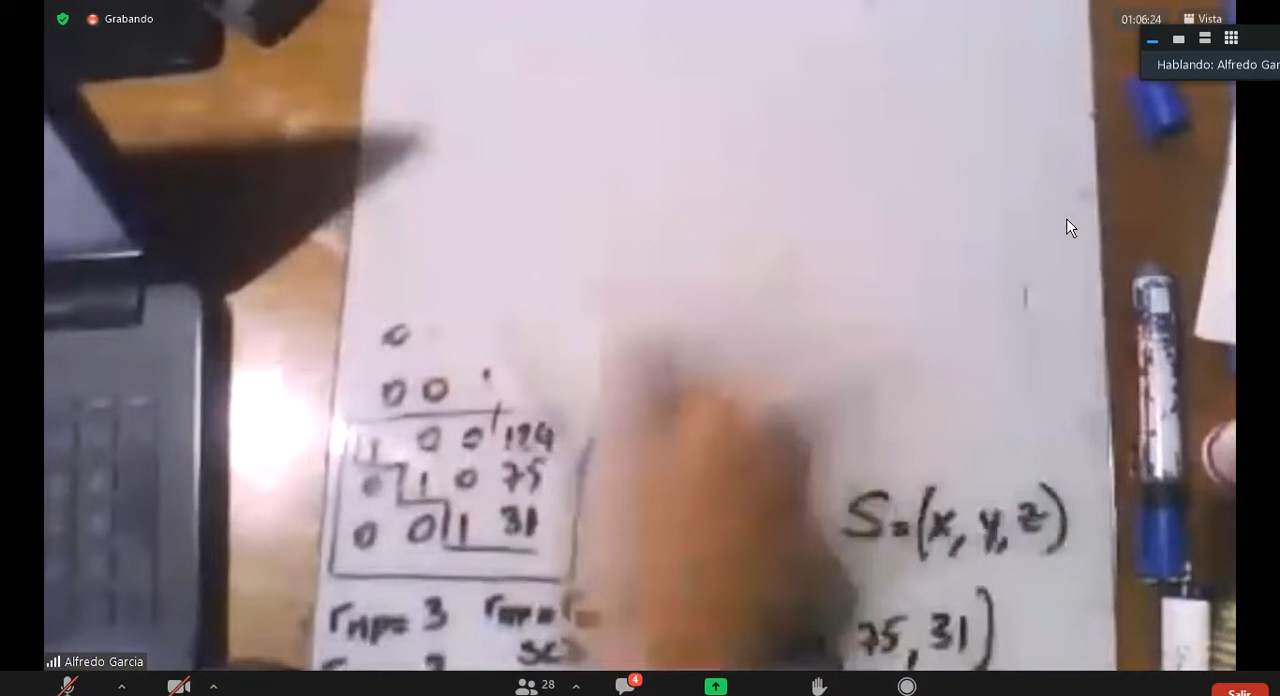 Grabando
01:06:24
Vista
Hablando: Alfredo Gar
0
0 0
1 0 0 124
0 1 0 75
0 0 1 31
S=(x, y, z)
75, 31)
rMP= 3
Alfredo Garcia
28
4
Salir